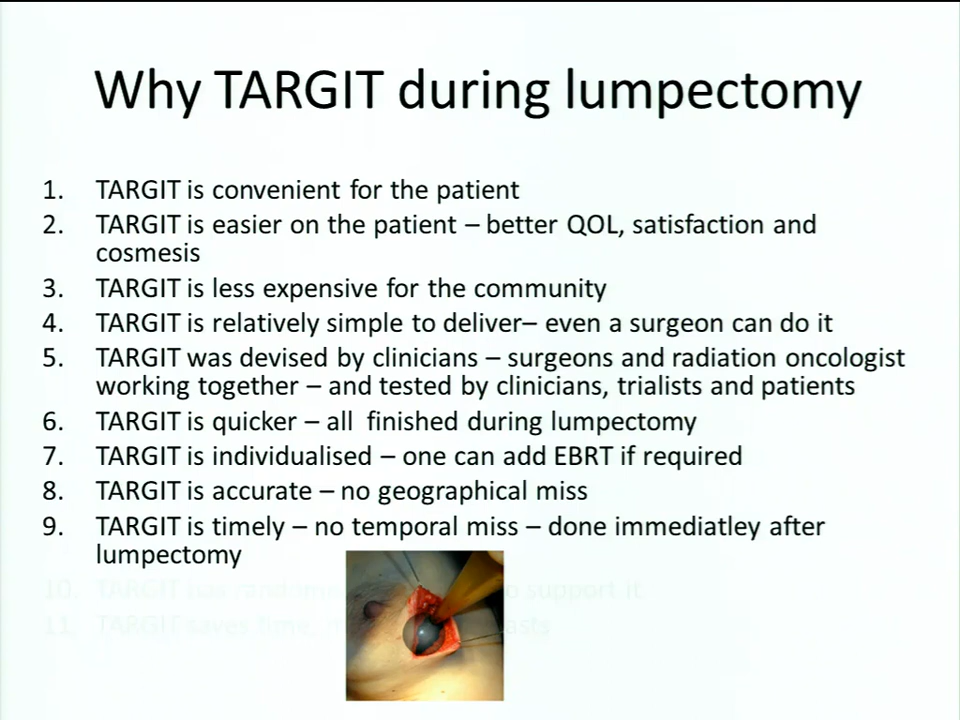 Why TARGIT during lumpectomy
1. TARGIT is convenient for the patient
2. TARGIT is easier on the patient – better QOL, satisfaction and
cosmesis
3. TARGIT is less expensive for the community
4. TARGIT is relatively simple to deliver– even a surgeon can do it
5. TARGIT was devised by clinicians – surgeons and radiation oncologist
working together – and tested by clinicians, trialists and patients
6. TARGIT is quicker – all finished during lumpectomy
7. TARGIT is individualised – one can add EBRT if required
8. TARGIT is accurate – no geographical miss
9. TARGIT is timely – no temporal miss – done immediatley after
lumpectomy
10. TARGIT support it
11. TARGIT saves